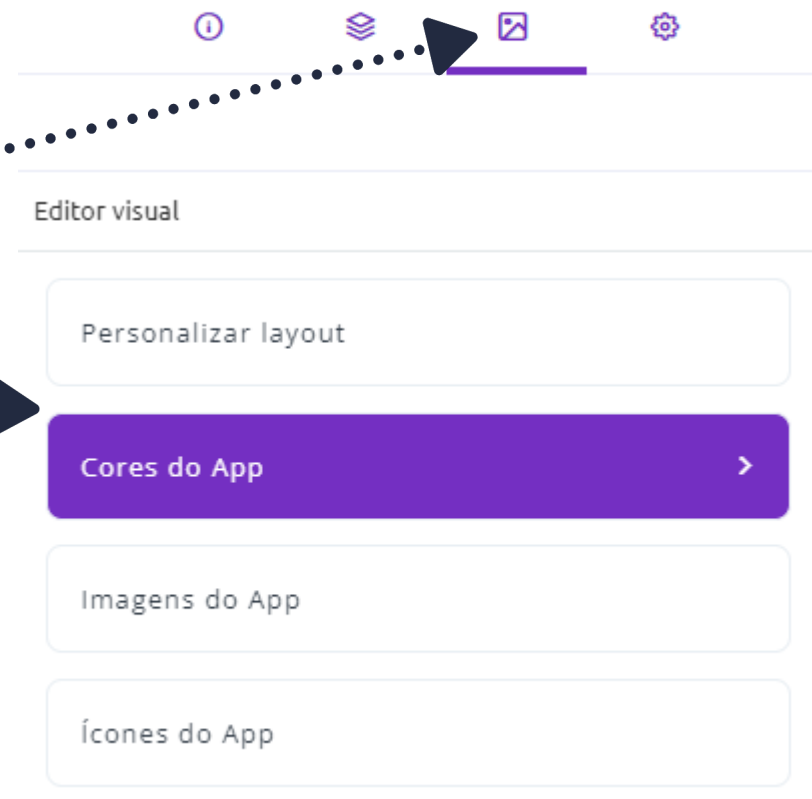 Editor visual
Personalizar layout
Cores do App
Imagens do App
Ícones do App